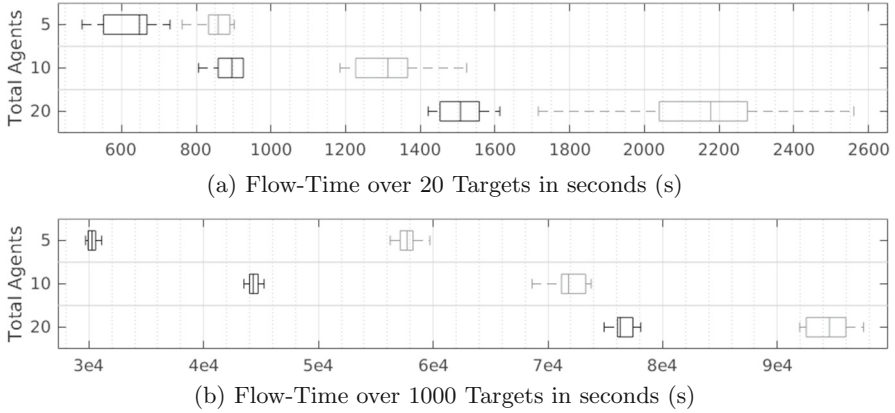 Total Agents
5
10
20
600 800 1000 1200 1400 1600 1800 2000 2200 2400 2600
(a) Flow-Time over 20 Targets in seconds (s)
Total Agents
5
10
20
3e4 4e4 5e4 6e4 7e4 8e4 9e4
(b) Flow-Time over 1000 Targets in seconds (s)